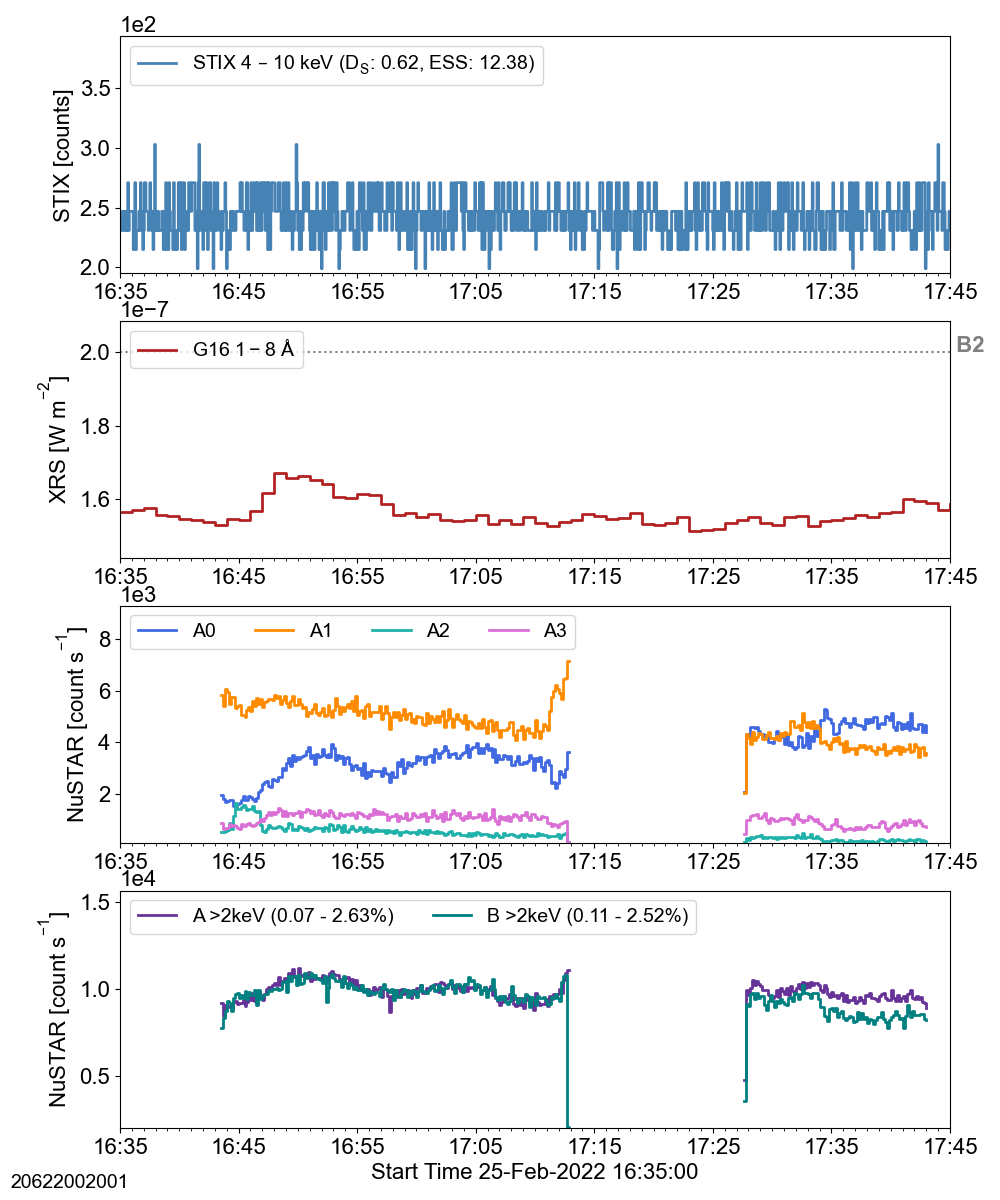 1e2
STIX [counts]
3.5
3.0
2.5
2.0
STIX 4 – 10 keV (DS: 0.62, ESS: 12.38)
16:35 16:45 16:55 17:05 17:15 17:25 17:35 17:45
1e−7
XRS [W m−2]
2.0
1.8
1.6
G16 1 – 8 Å
B2
16:35 16:45 16:55 17:05 17:15 17:25 17:35 17:45
1e3
NuSTAR [count s−1]
8
6
4
2
A0 A1 A2 A3
16:35 16:45 16:55 17:05 17:15 17:25 17:35 17:45
1e4
NuSTAR [count s−1]
1.5
1.0
0.5
A >2keV (0.07 - 2.63%) B >2keV (0.11 - 2.52%)
16:35 16:45 16:55 17:05 17:15 17:25 17:35 17:45
Start Time 25-Feb-2022 16:35:00
20622002001